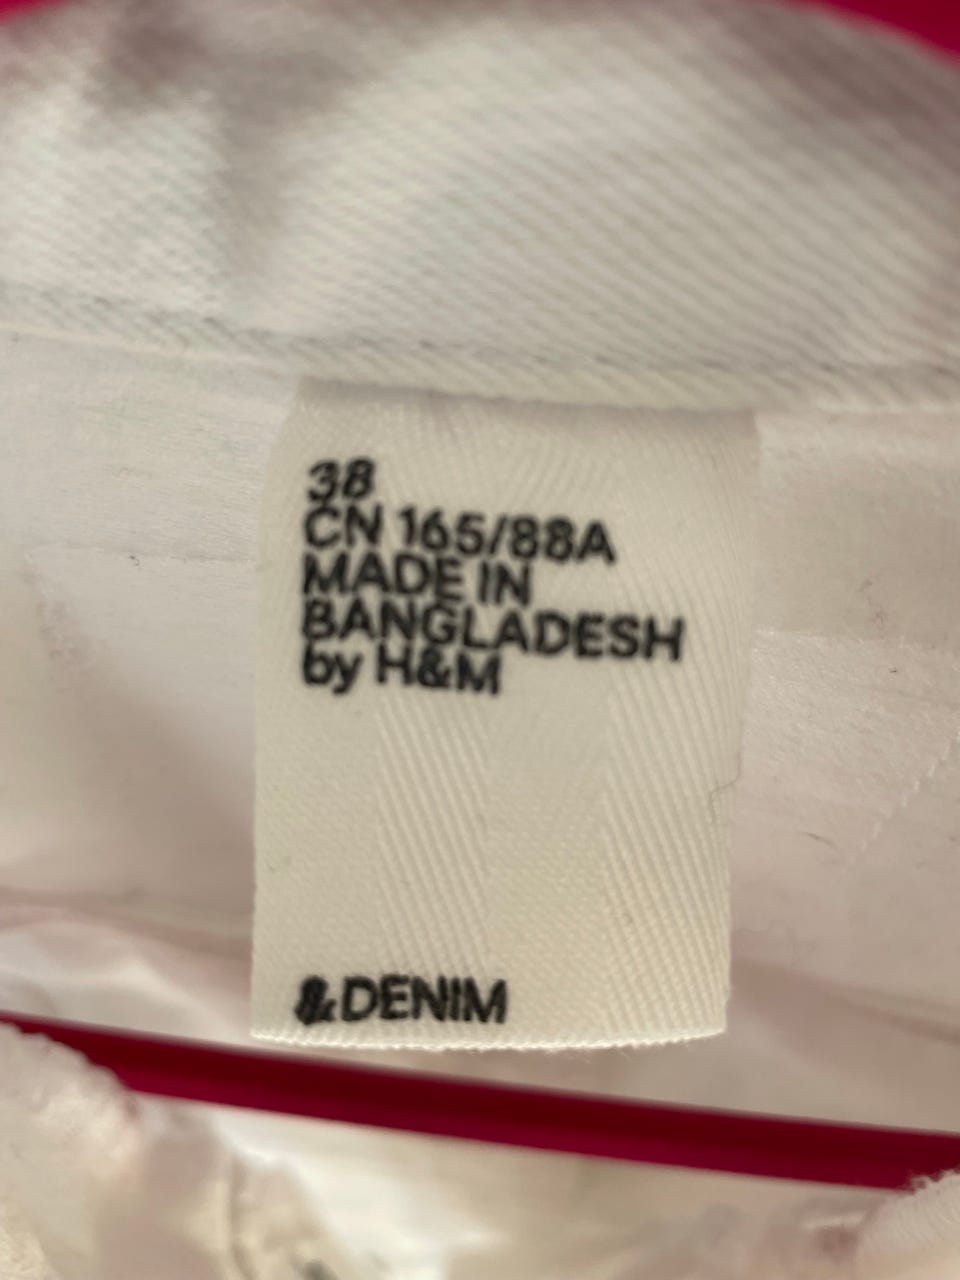 38
CN 165/88A
MADE IN
BANGLADESH
by H&M
&DENIM